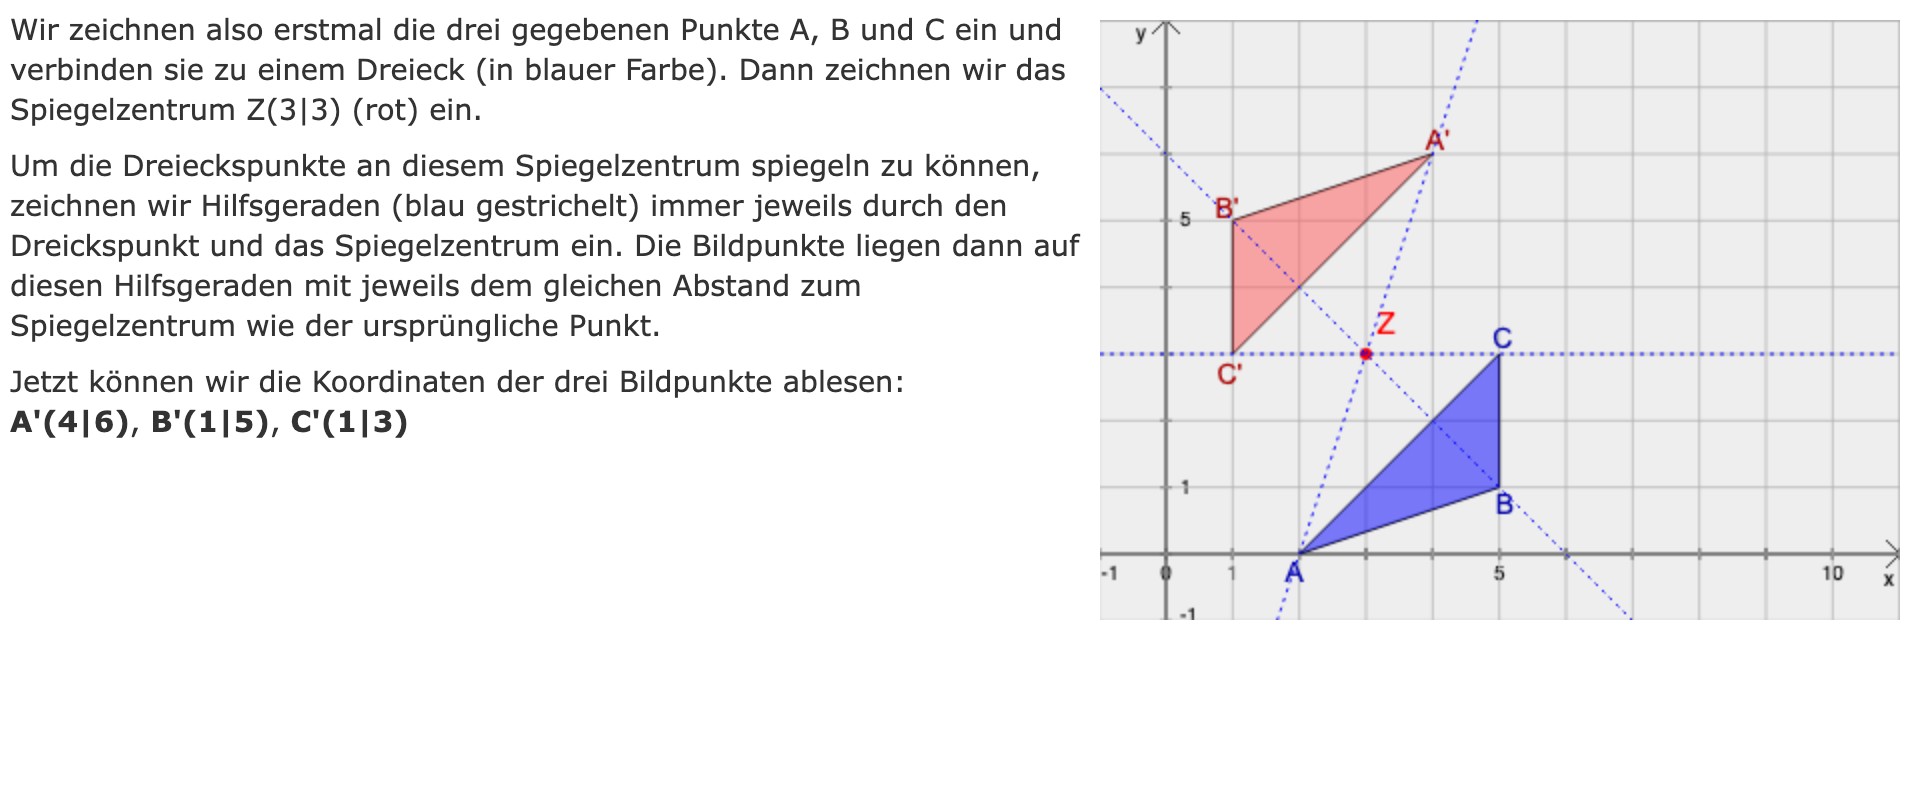 Wir zeichnen also erstmal die drei gegebenen Punkte A, B und C ein und
verbinden sie zu einem Dreieck (in blauer Farbe). Dann zeichnen wir das
Spiegelzentrum Z(3|3) (rot) ein.
Um die Dreieckspunkte an diesem Spiegelzentrum spiegeln zu können,
zeichnen wir Hilfsgeraden (blau gestrichelt) immer jeweils durch den
Dreickspunkt und das Spiegelzentrum ein. Die Bildpunkte liegen dann auf
diesen Hilfsgeraden mit jeweils dem gleichen Abstand zum
Spiegelzentrum wie der ursprüngliche Punkt.
Jetzt können wir die Koordinaten der drei Bildpunkte ablesen:
A'(4|6), B'(1|5), C'(1|3)
y
A'
B'
5
Z
C
C'
1
B
-1
0
1
A
5
10
x
-1